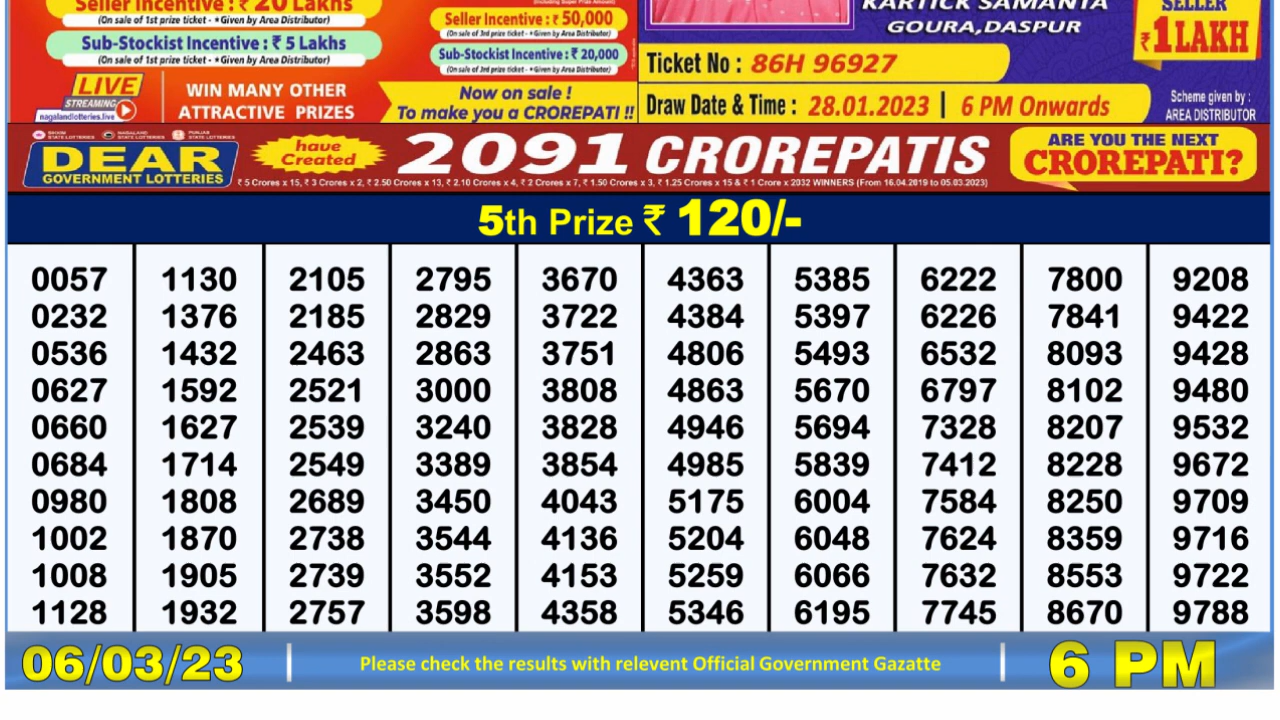 Seller Incentive : ₹ 20 Lakhs
(On sale of 1st prize ticket - *Given by Area Distributor)
Sub-Stockist Incentive : ₹ 5 Lakhs
(On sale of 1st prize ticket - *Given by Area Distributor)
Seller Incentive : ₹ 50,000
(On sale of 3rd prize ticket - *Given by Area Distributor)
Sub-Stockist Incentive : ₹ 20,000
(On sale of 3rd prize ticket - *Given by Area Distributor)
LIVE
STREAMING
nagalandlotteries.live
WIN MANY OTHER
ATTRACTIVE PRIZES
Now on sale !
To make you a CROREPATI !!
KARTICK SAMANTA
GOURA,DASPUR
SELLER
₹1LAKH
Ticket No : 86H 96927
Draw Date & Time : 28.01.2023 | 6 PM Onwards
Scheme given by :
AREA DISTRIBUTOR
SIKKIM STATE LOTTERIES NAGALAND STATE LOTTERIES PUNJAB STATE LOTTERIES
DEAR
GOVERNMENT LOTTERIES
have
Created
2091 CROREPATIS
ARE YOU THE NEXT
CROREPATI?
₹ 5 Crores x 15, ₹ 3 Crores x 2, ₹ 2.50 Crores x 13, ₹ 2.10 Crores x 4, ₹ 2 Crores x 7, ₹ 1.50 Crores x 3, ₹ 1.25 Crores x 15 & ₹ 1 Crore x 2032 WINNERS (From 16.04.2019 to 05.03.2023)
5th Prize ₹ 120/-
0057 1130 2105 2795 3670 4363 5385 6222 7800 9208
0232 1376 2185 2829 3722 4384 5397 6226 7841 9422
0536 1432 2463 2863 3751 4806 5493 6532 8093 9428
0627 1592 2521 3000 3808 4863 5670 6797 8102 9480
0660 1627 2539 3240 3828 4946 5694 7328 8207 9532
0684 1714 2549 3389 3854 4985 5839 7412 8228 9672
0980 1808 2689 3450 4043 5175 6004 7584 8250 9709
1002 1870 2738 3544 4136 5204 6048 7624 8359 9716
1008 1905 2739 3552 4153 5259 6066 7632 8553 9722
1128 1932 2757 3598 4358 5346 6195 7745 8670 9788
06/03/23 | Please check the results with relevent Official Government Gazatte | 6 PM